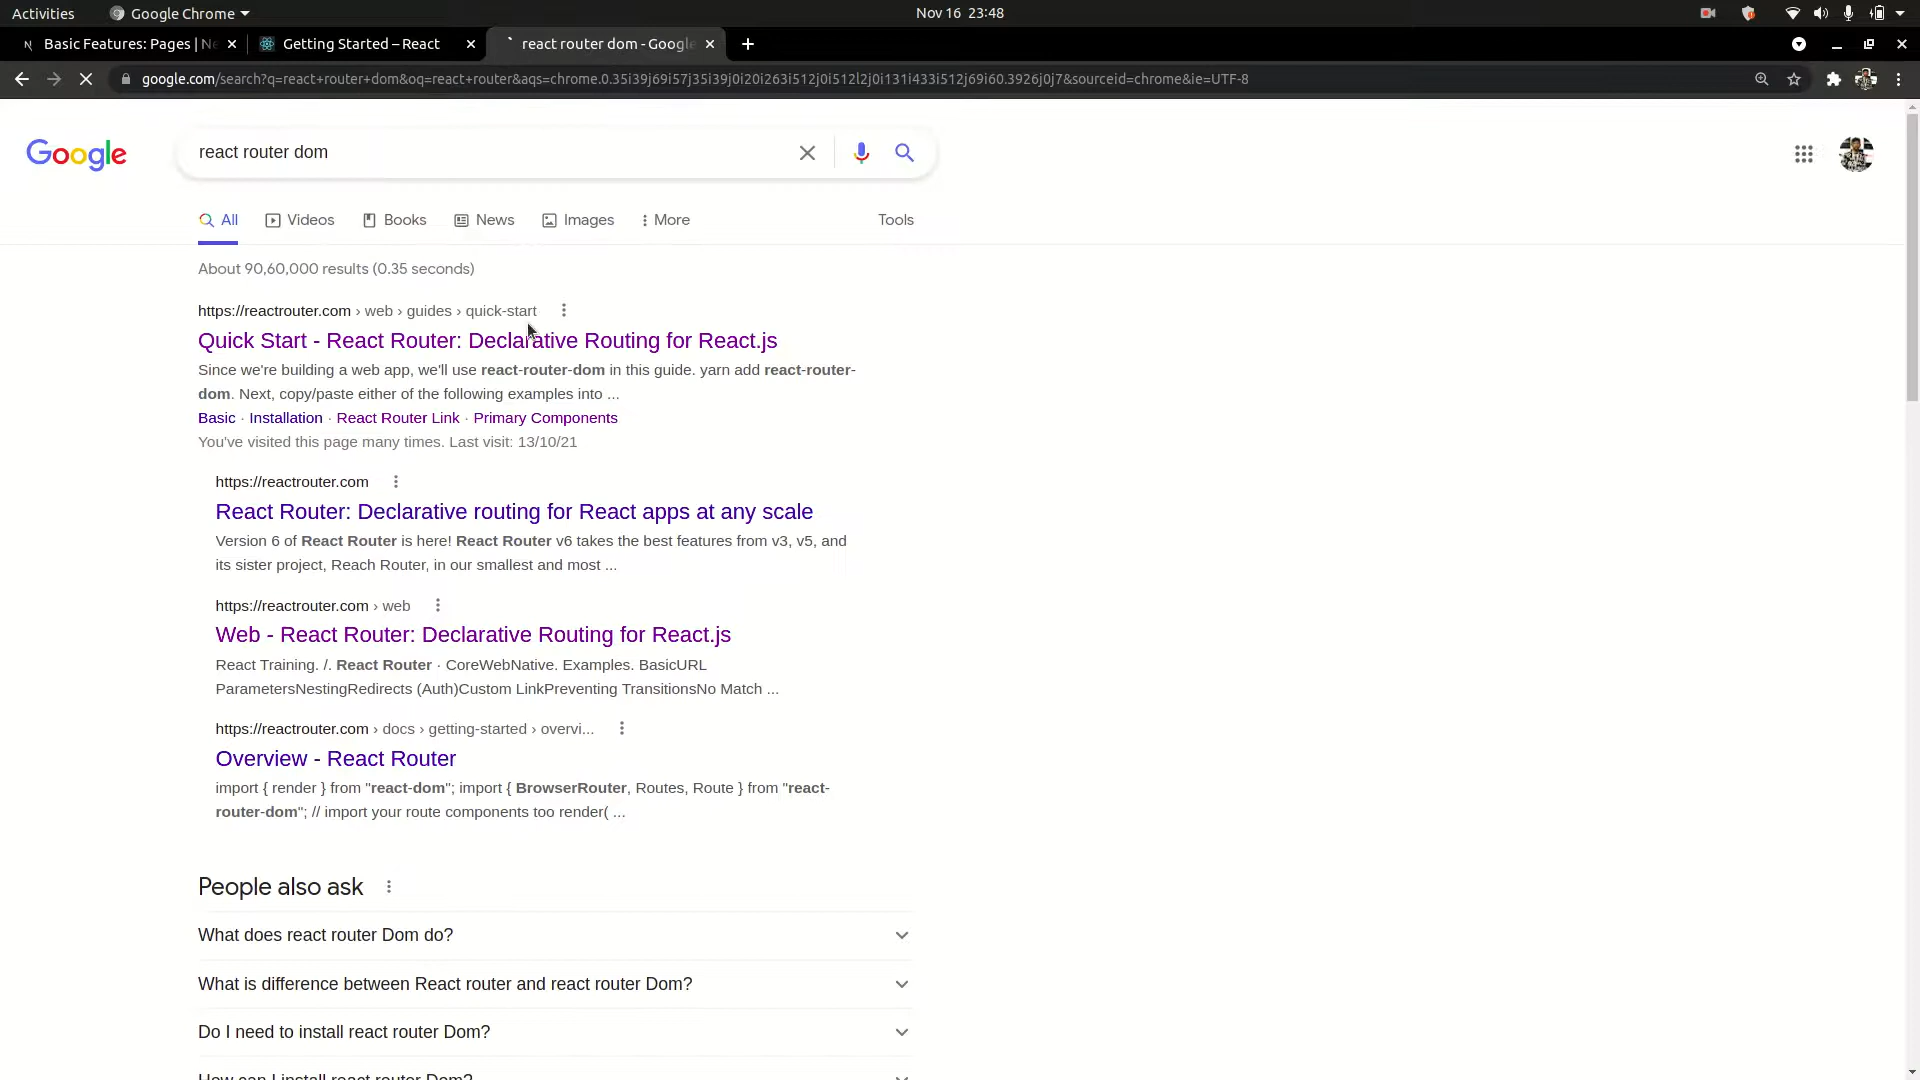 Activities
Google Chrome
Nov 16 23:48
Basic Features: Pages |
Getting Started – React
react router dom - Google
google.com/search?q=react+router+dom&oq=react+router&aqs=chrome.0.35i39j69i57j35i39j0i20i263i512j0i512l2j0i131i433i512j69i60.3926j0j7&sourceid=chrome&ie=UTF-8
Google
react router dom
All
Videos
Books
News
Images
More
Tools
About 90,60,000 results (0.35 seconds)
https://reactrouter.com › web › guides › quick-start
Quick Start - React Router: Declarative Routing for React.js
Since we're building a web app, we'll use react-router-dom in this guide. yarn add react-router-
dom. Next, copy/paste either of the following examples into ...
Basic · Installation · React Router Link · Primary Components
You've visited this page many times. Last visit: 13/10/21
https://reactrouter.com
React Router: Declarative routing for React apps at any scale
Version 6 of React Router is here! React Router v6 takes the best features from v3, v5, and
its sister project, Reach Router, in our smallest and most ...
https://reactrouter.com › web
Web - React Router: Declarative Routing for React.js
React Training. /. React Router · CoreWebNative. Examples. BasicURL
ParametersNestingRedirects (Auth)Custom LinkPreventing TransitionsNo Match ...
https://reactrouter.com › docs › getting-started › overvi...
Overview - React Router
import { render } from "react-dom"; import { BrowserRouter, Routes, Route } from "react-
router-dom"; // import your route components too render( ...
People also ask
What does react router Dom do?
What is difference between React router and react router Dom?
Do I need to install react router Dom?
How can I install react router Dom?